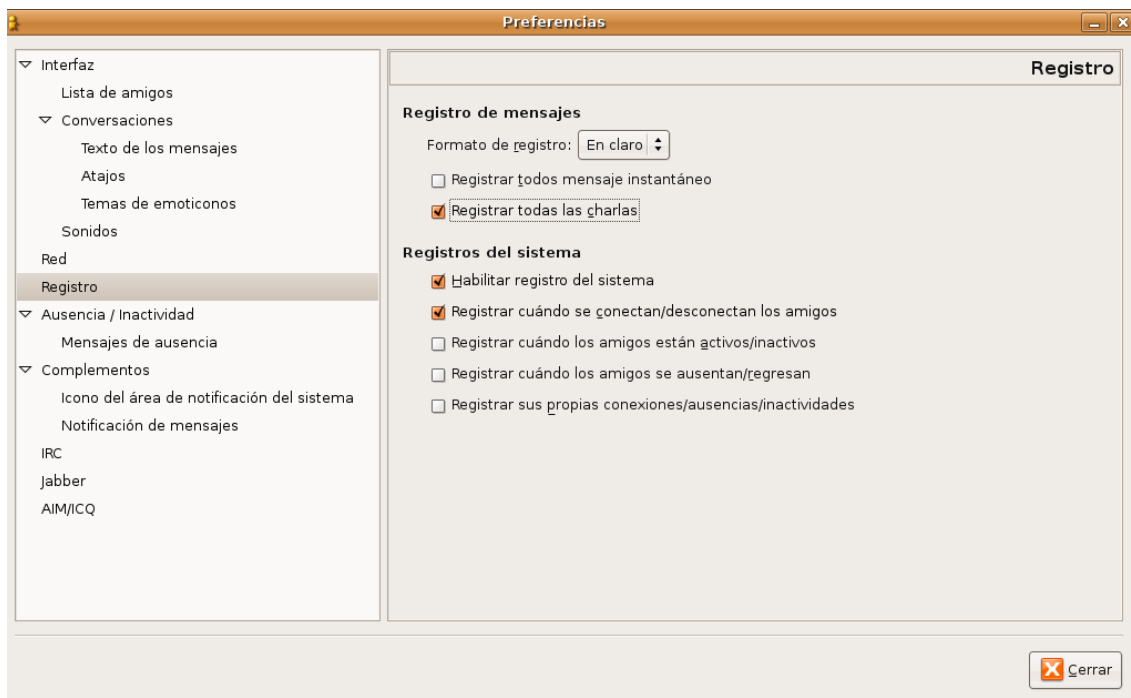 Preferencias
Interfaz
Lista de amigos
Conversaciones
Texto de los mensajes
Atajos
Temas de emoticonos
Sonidos
Red
Registro
Ausencia / Inactividad
Mensajes de ausencia
Complementos
Icono del área de notificación del sistema
Notificación de mensajes
IRC
Jabber
AIM/ICQ
Registro
Registro de mensajes
Formato de registro: En claro
Registrar todos mensaje instantáneo
Registrar todas las charlas
Registros del sistema
Habilitar registro del sistema
Registrar cuándo se conectan/desconectan los amigos
Registrar cuándo los amigos están activos/inactivos
Registrar cuándo los amigos se ausentan/regresan
Registrar sus propias conexiones/ausencias/inactividades
Cerrar